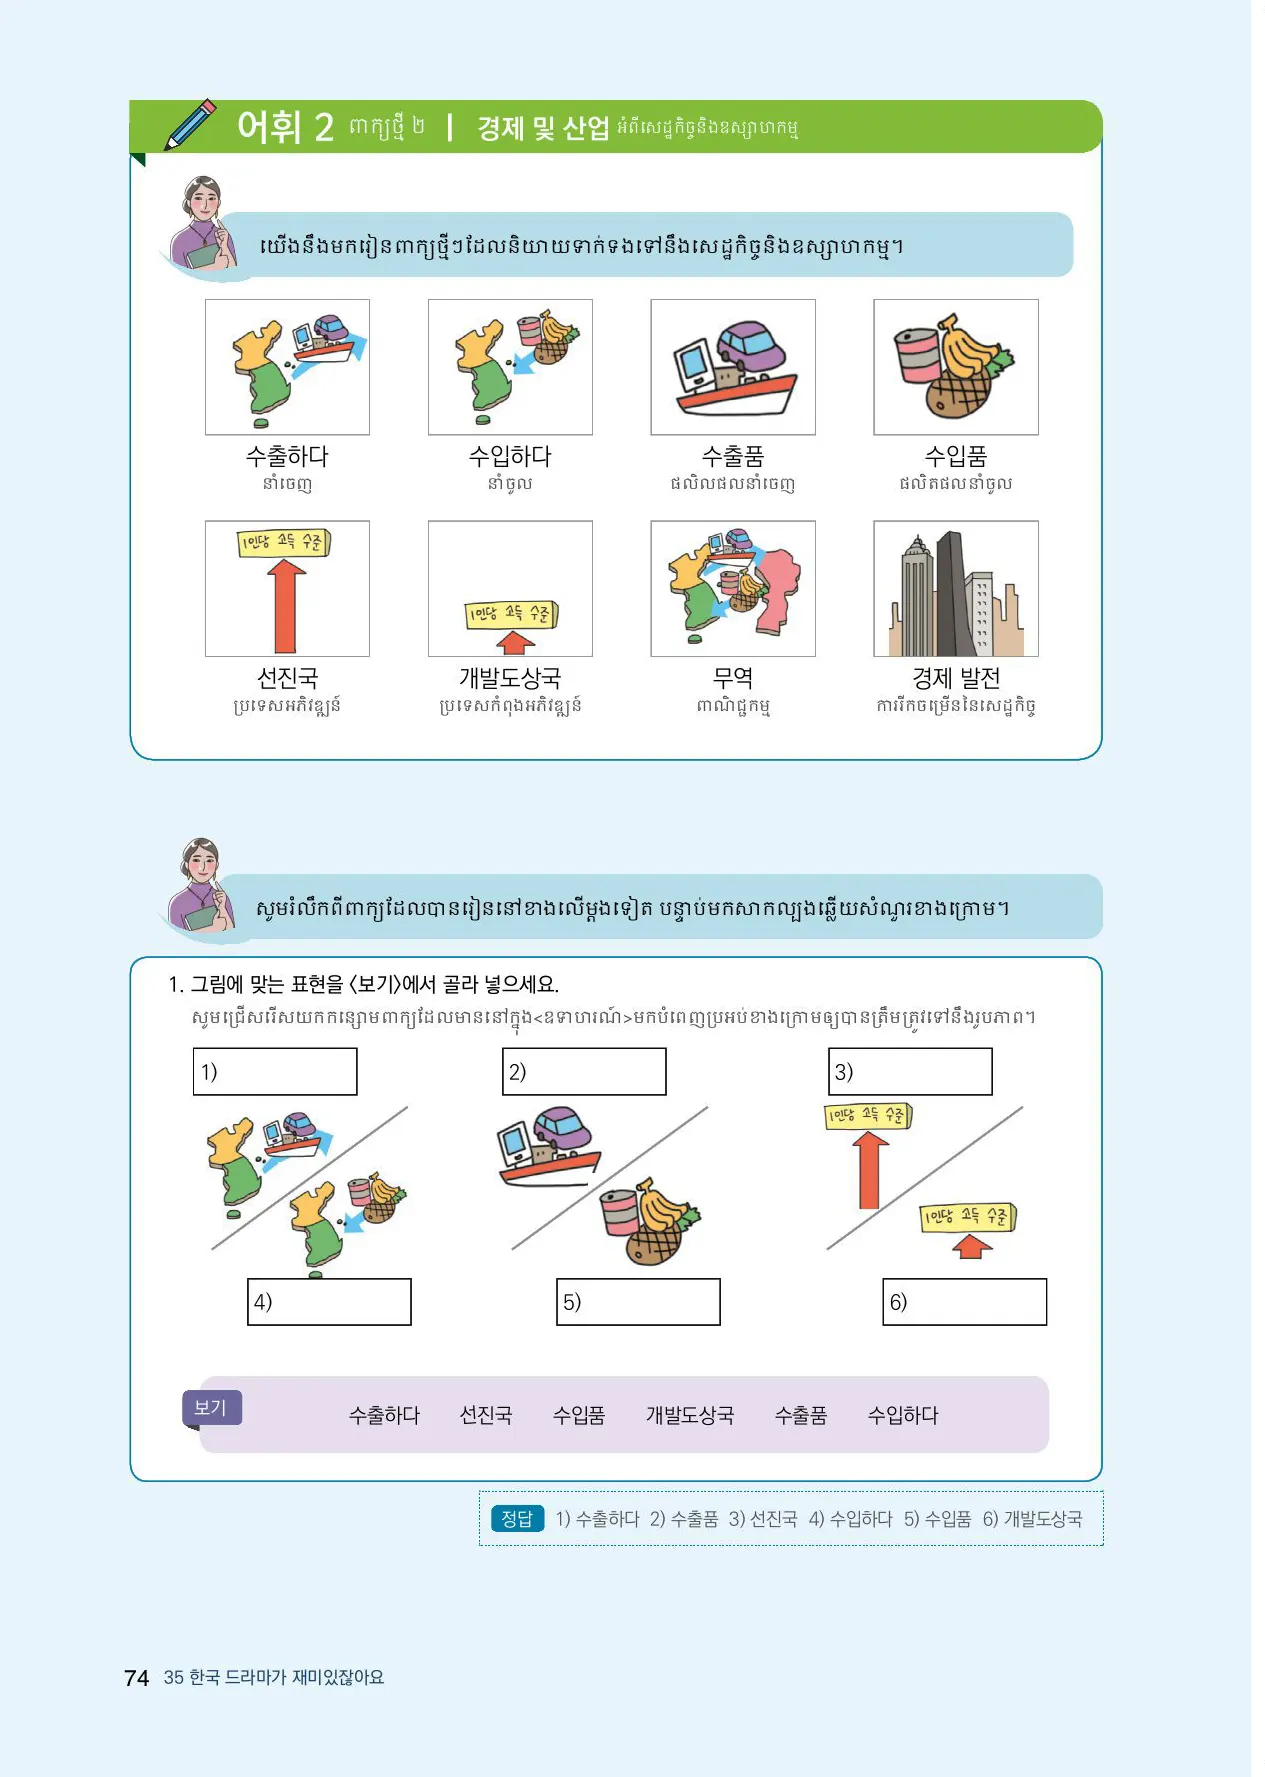 어휘 2 ពាក្យថ្មី ២ | 경제 및 산업 អំពីសេដ្ឋកិច្ចនិងឧស្សាហកម្ម
យើងនឹងមករៀនពាក្យថ្មីៗដែលនិយាយទាក់ទងទៅនឹងសេដ្ឋកិច្ចនិងឧស្សាហកម្ម។
수출하다 수입하다 수출품 수입품
នាំចេញ នាំចូល ផលិលផលនាំចេញ ផលិតផលនាំចូល
1인당 소득 수준
1인당 소득 수준
선진국 개발도상국 무역 경제 발전
ប្រទេសអភិវឌ្ឍន៍ ប្រទេសកំពុងអភិវឌ្ឍន៍ ពាណិជ្ជកម្ម ការរីកចម្រើននៃសេដ្ឋកិច្ច
សូមរំលឹកពីពាក្យដែលបានរៀននៅខាងលើម្តងទៀត បន្ទាប់មកសាកល្បងឆ្លើយសំណួរខាងក្រោម។
1. 그림에 맞는 표현을 〈보기〉에서 골라 넣으세요.
សូមជ្រើសរើសយកកន្សោមពាក្យដែលមាននៅក្នុង<ឧទាហរណ៍>មកបំពេញប្រអប់ខាងក្រោមឲ្យបានត្រឹមត្រូវទៅនឹងរូបភាព។
1) 2) 3)
1인당 소득 수준
1인당 소득 수준
4) 5) 6)
보기 수출하다 선진국 수입품 개발도상국 수출품 수입하다
정답 1) 수출하다 2) 수출품 3) 선진국 4) 수입하다 5) 수입품 6) 개발도상국
74 35 한국 드라마가 재미있잖아요